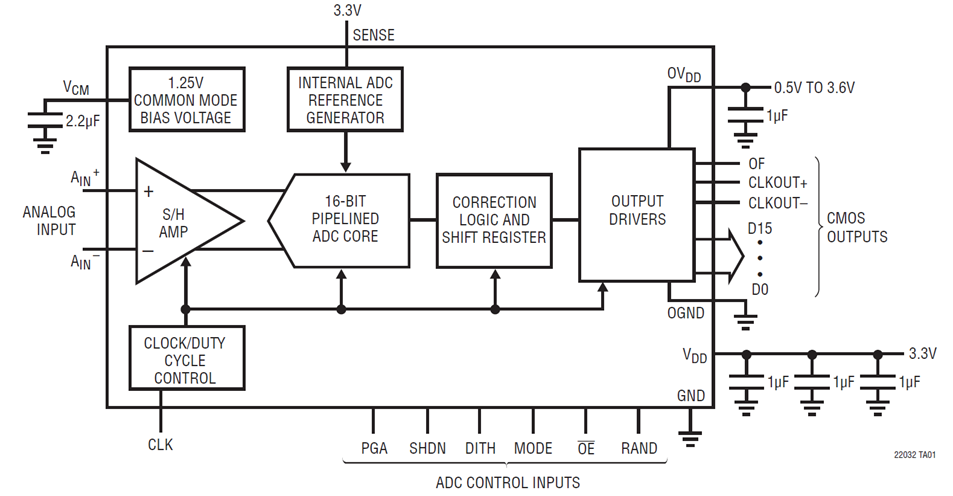 3.3V
SENSE
1.25V
COMMON MODE
BIAS VOLTAGE
INTERNAL ADC
REFERENCE
GENERATOR
VCM
2.2µF
OVDD
0.5V TO 3.6V
1µF
AIN+
ANALOG
INPUT
AIN−
+
−
S/H
AMP
16-BIT
PIPELINED
ADC CORE
CORRECTION
LOGIC AND
SHIFT REGISTER
OUTPUT
DRIVERS
OF
CLKOUT+
CLKOUT−
D15
•
•
•
D0
CMOS
OUTPUTS
OGND
CLOCK/DUTY
CYCLE
CONTROL
VDD
3.3V
1µF
1µF
1µF
GND
CLK
PGA
SHDN
DITH
MODE
O̅E̅
RAND
ADC CONTROL INPUTS
22032 TA01